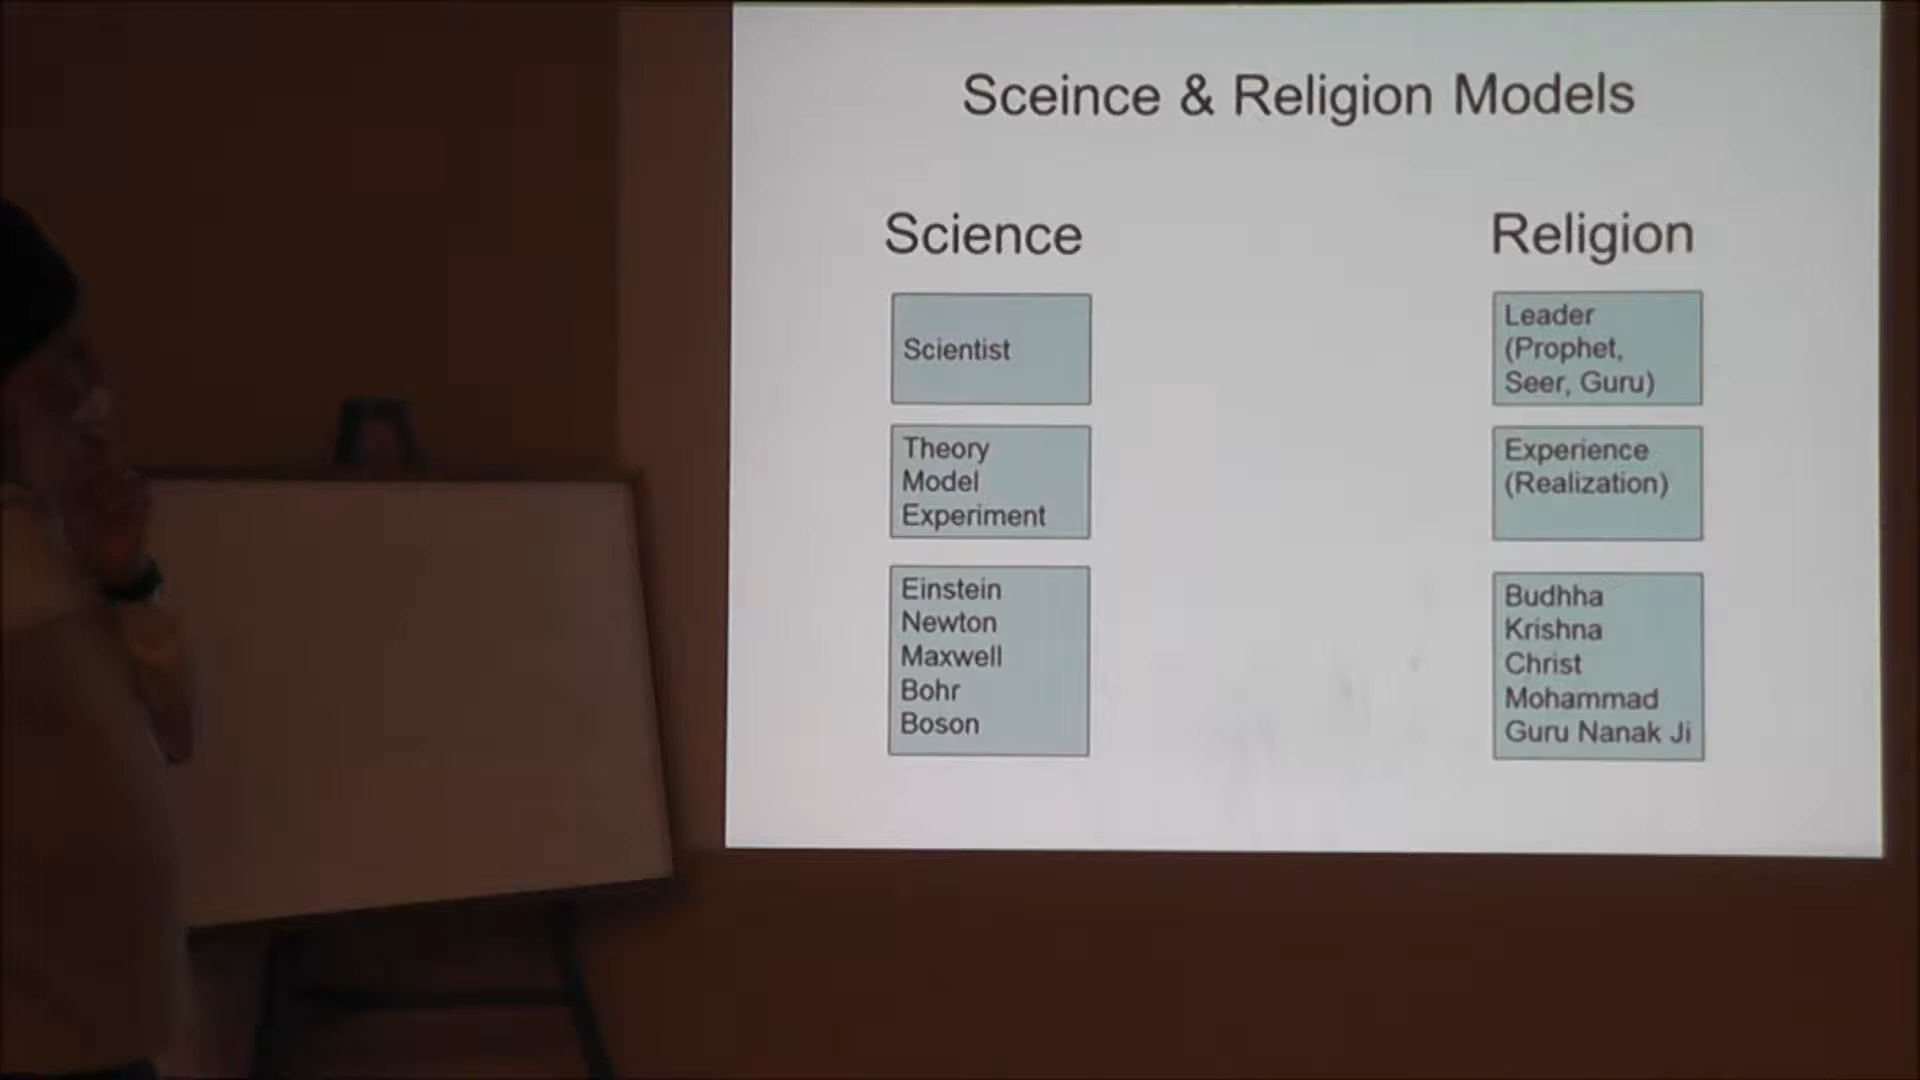 Sceince & Religion Models
Science
Scientist
Theory
Model
Experiment
Einstein
Newton
Maxwell
Bohr
Boson
Religion
Leader
(Prophet,
Seer, Guru)
Experience
(Realization)
Budhha
Krishna
Christ
Mohammad
Guru Nanak Ji